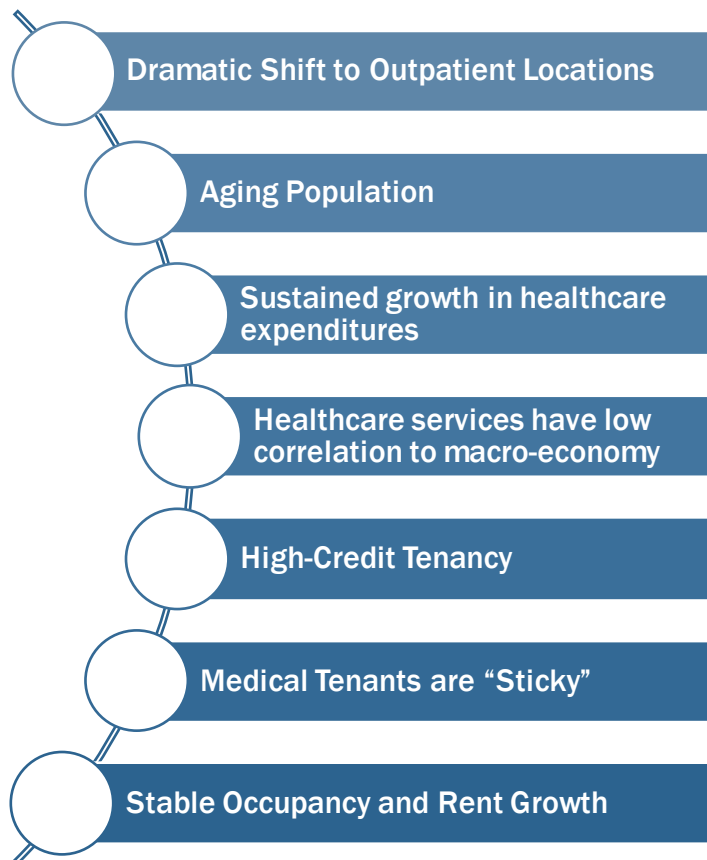 Dramatic Shift to Outpatient Locations
Aging Population
Sustained growth in healthcare
expenditures
Healthcare services have low
correlation to macro-economy
High-Credit Tenancy
Medical Tenants are “Sticky”
Stable Occupancy and Rent Growth